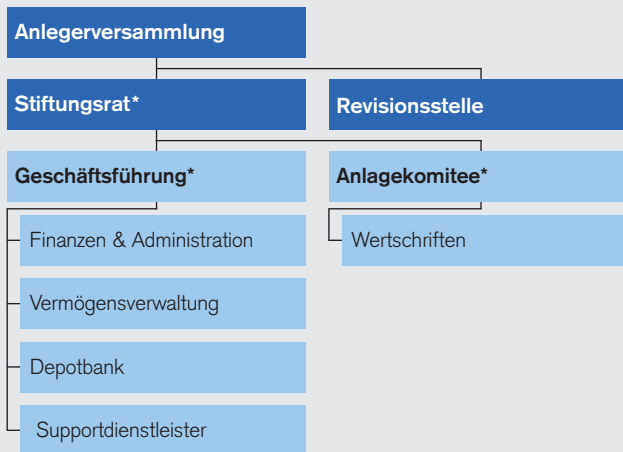 Anlegerversammlung
Stiftungsrat*
Revisionsstelle
Geschäftsführung*
Anlagekomitee*
Finanzen & Administration
Wertschriften
Vermögensverwaltung
Depotbank
Supportdienstleister